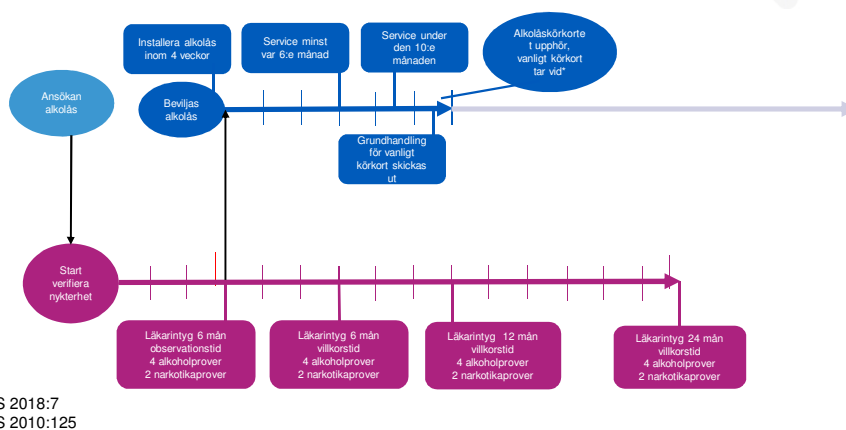 Installera alkolås
inom 4 veckor
Service minst
var 6:e månad
Service under
den 10:e
månaden
Alkolåskörkorte
t upphör,
vanligt körkort
tar vid*
Ansökan
alkolås
Beviljas
alkolås
Grundhandling
för vanligt
körkort skickas
ut
Start
verifiera
nykterhet
Läkarintyg 6 mån
observationstid
4 alkoholprover
2 narkotikaprover
Läkarintyg 6 mån
villkorstid
4 alkoholprover
2 narkotikaprover
Läkarintyg 12 mån
villkorstid
4 alkoholprover
2 narkotikaprover
Läkarintyg 24 mån
villkorstid
4 alkoholprover
2 narkotikaprover
S 2018:7
S 2010:125